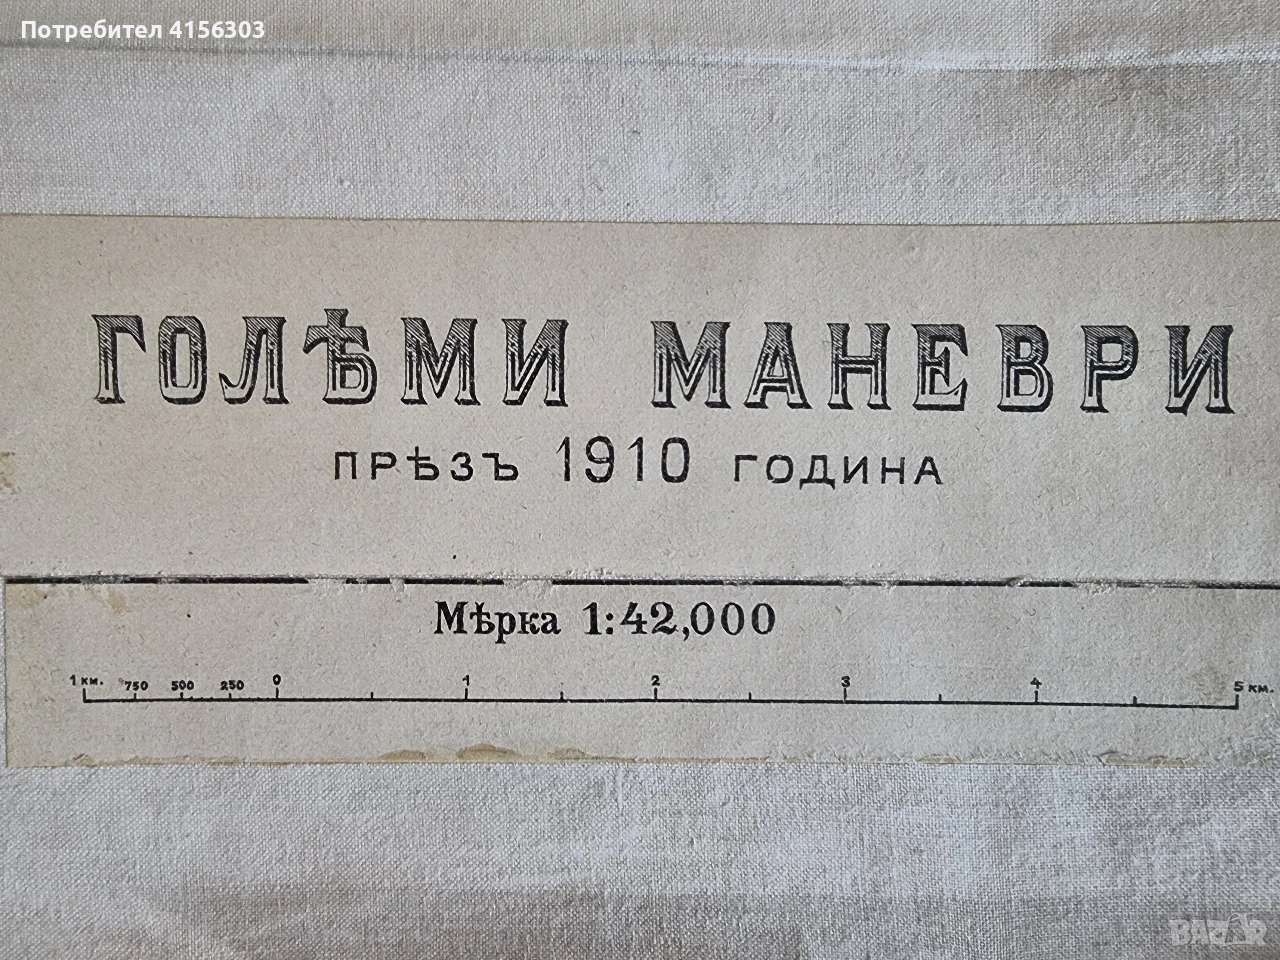 Потребител 4156303
ГОЛѢМИ МАНЕВРИ
ПРѢЗЪ 1910 ГОДИНА
Мѣрка 1:42,000
1 км. 750 500 250 0 1 2 3 4 5 км.
BAZAR